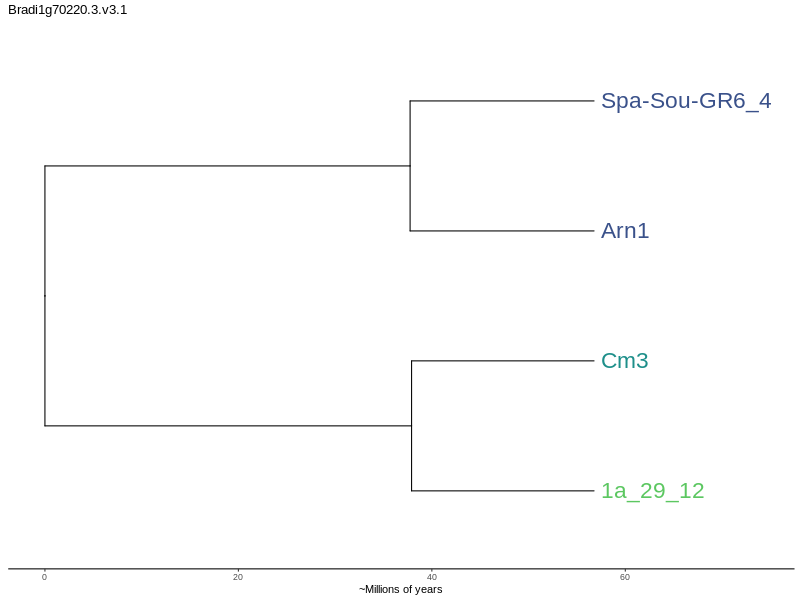 Bradi1g70220.3.v3.1
Spa-Sou-GR6_4
Arn1
Cm3
1a_29_12
0 20 40 60
~Millions of years